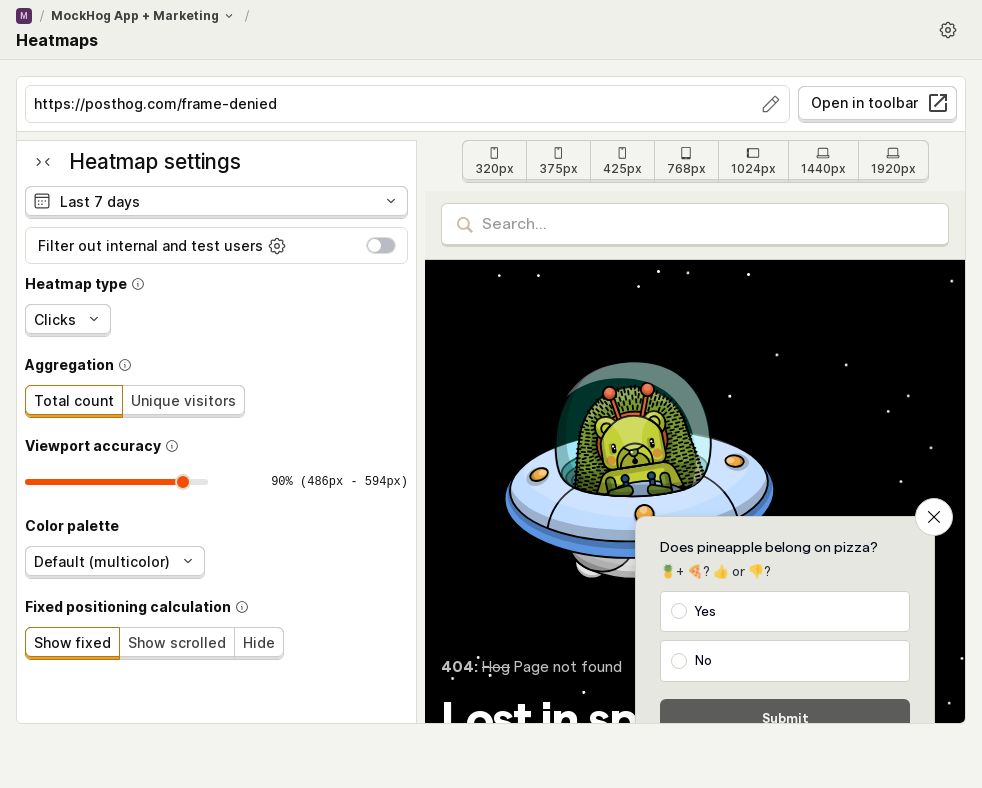 M / MockHog App + Marketing /
Heatmaps
https://posthog.com/frame-denied
Open in toolbar
Heatmap settings
Last 7 days
Filter out internal and test users
Heatmap type
Clicks
Aggregation
Total count Unique visitors
Viewport accuracy
90% (486px - 594px)
Color palette
Default (multicolor)
Fixed positioning calculation
Show fixed Show scrolled Hide
320px 375px 425px 768px 1024px 1440px 1920px
Search...
404: Hog Page not found
Lost in sp
Does pineapple belong on pizza?
🍍+ 🍕? 👍 or 👎?
Yes
No
Submit